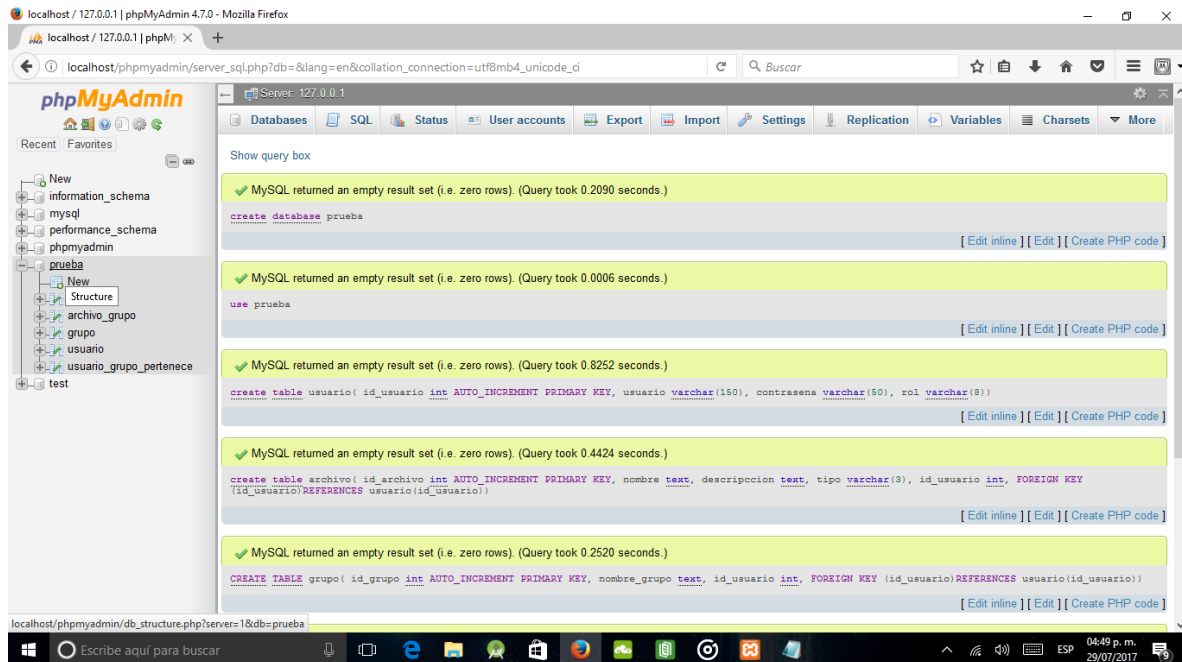 localhost / 127.0.0.1 | phpMyAdmin 4.7.0 - Mozilla Firefox
localhost / 127.0.0.1 | phpM
localhost/phpmyadmin/server_sql.php?db=&lang=en&collation_connection=utf8mb4_unicode_ci
Buscar
phpMyAdmin
Recent Favorites
New
information_schema
mysql
performance_schema
phpmyadmin
prueba
New
Structure
archivo_grupo
grupo
usuario
usuario_grupo_pertenece
test
Server: 127.0.0.1
Databases SQL Status User accounts Export Import Settings Replication Variables Charsets More
Show query box
MySQL returned an empty result set (i.e. zero rows). (Query took 0.2090 seconds.)
create database prueba
[ Edit inline ] [ Edit ] [ Create PHP code ]
MySQL returned an empty result set (i.e. zero rows). (Query took 0.0006 seconds.)
use prueba
[ Edit inline ] [ Edit ] [ Create PHP code ]
MySQL returned an empty result set (i.e. zero rows). (Query took 0.8252 seconds.)
create table usuario( id_usuario int AUTO_INCREMENT PRIMARY KEY, usuario varchar(150), contrasena varchar(50), rol varchar(8))
[ Edit inline ] [ Edit ] [ Create PHP code ]
MySQL returned an empty result set (i.e. zero rows). (Query took 0.4424 seconds.)
create table archivo( id_archivo int AUTO_INCREMENT PRIMARY KEY, nombre text, descripccion text, tipo varchar(3), id_usuario int, FOREIGN KEY
(id_usuario)REFERENCES usuario(id_usuario))
[ Edit inline ] [ Edit ] [ Create PHP code ]
MySQL returned an empty result set (i.e. zero rows). (Query took 0.2520 seconds.)
CREATE TABLE grupo( id_grupo int AUTO_INCREMENT PRIMARY KEY, nombre_grupo text, id_usuario int, FOREIGN KEY (id_usuario)REFERENCES usuario(id_usuario))
[ Edit inline ] [ Edit ] [ Create PHP code ]
localhost/phpmyadmin/db_structure.php?server=1&db=prueba
Escribe aquí para buscar
ESP
04:49 p. m.
29/07/2017